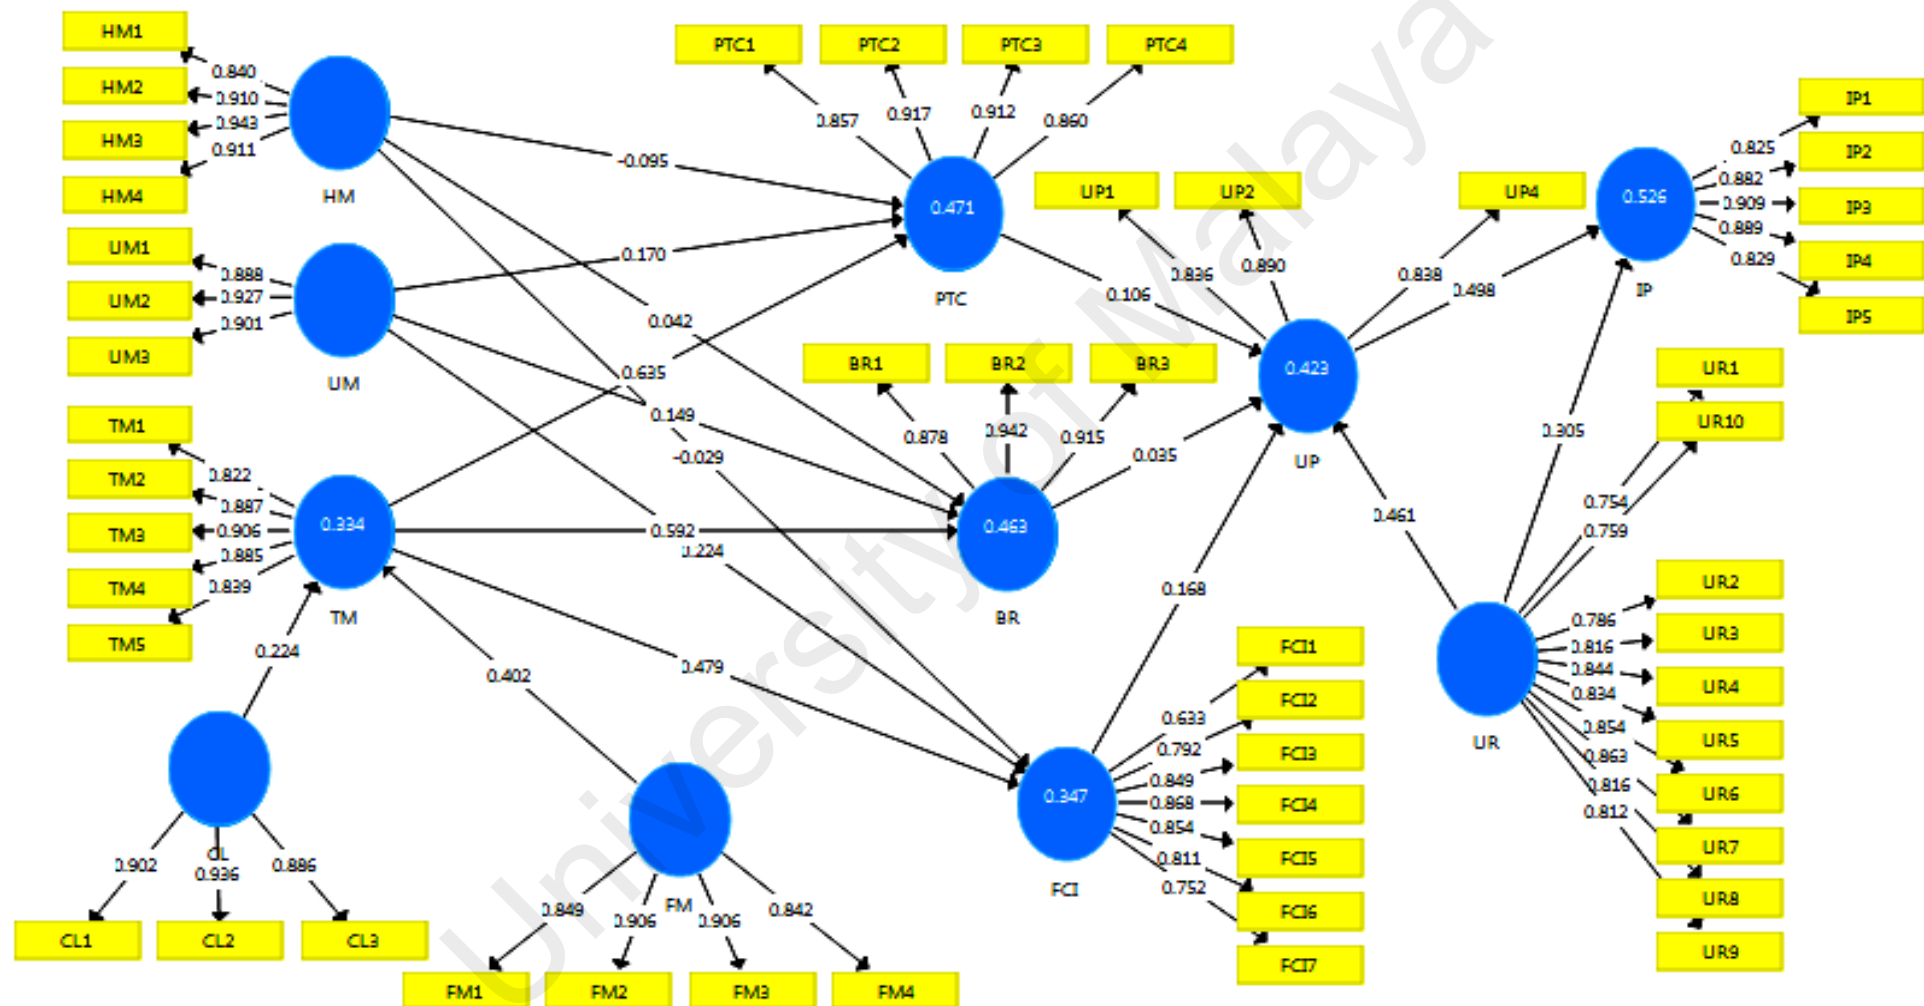 HM1
HM2
HM3
HM4
0.840
0.910
0.943
0.911
HM
UM1
UM2
UM3
0.888
0.927
0.901
UM
TM1
TM2
TM3
TM4
TM5
0.822
0.887
0.906
0.885
0.839
0.334
TM
0.224
0.402
CL
0.902
0.936
0.886
CL1
CL2
CL3
FM
0.849
0.906
0.906
0.842
FM1
FM2
FM3
FM4
-0.095
0.170
0.042
0.635
0.149
-0.029
0.592
0.224
0.479
PTC1
PTC2
PTC3
PTC4
0.857
0.917
0.912
0.860
0.471
PTC
BR1
BR2
BR3
0.878
0.942
0.915
0.463
BR
0.106
0.035
0.168
0.461
UP1
UP2
UP4
0.836
0.890
0.838
0.423
UP
0.498
0.305
0.526
IP
0.825
0.882
0.909
0.889
0.829
IP1
IP2
IP3
IP4
IP5
FCI1
FCI2
FCI3
FCI4
FCI5
FCI6
FCI7
0.633
0.792
0.849
0.868
0.854
0.811
0.752
0.347
FCI
UR1
UR10
UR2
UR3
UR4
UR5
UR6
UR7
UR8
UR9
0.754
0.759
0.786
0.816
0.844
0.834
0.854
0.863
0.816
0.812
UR
University of Malaya